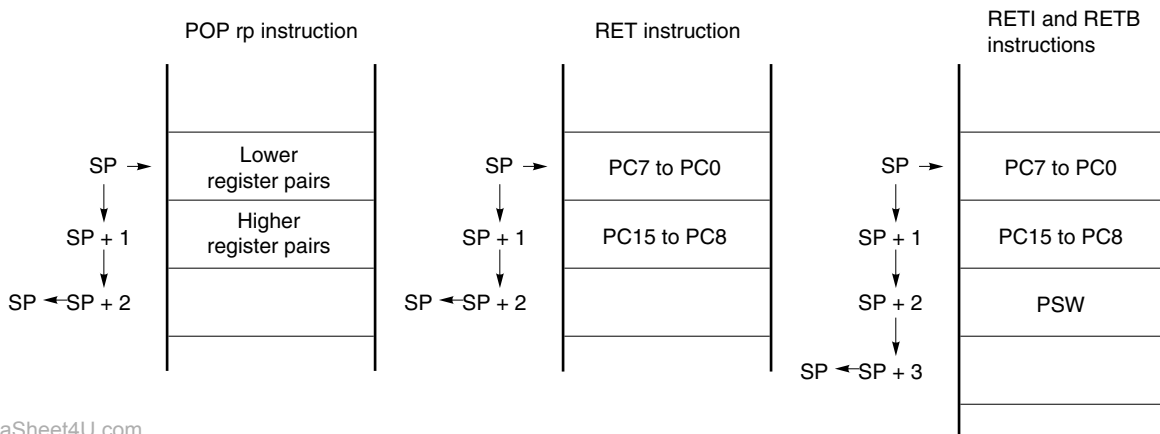 POP rp instruction
SP
Lower
register pairs
SP + 1
Higher
register pairs
SP
SP + 2
RET instruction
SP
PC7 to PC0
SP + 1
PC15 to PC8
SP
SP + 2
RETI and RETB
instructions
SP
PC7 to PC0
SP + 1
PC15 to PC8
SP + 2
PSW
SP
SP + 3
aSheet4U.com